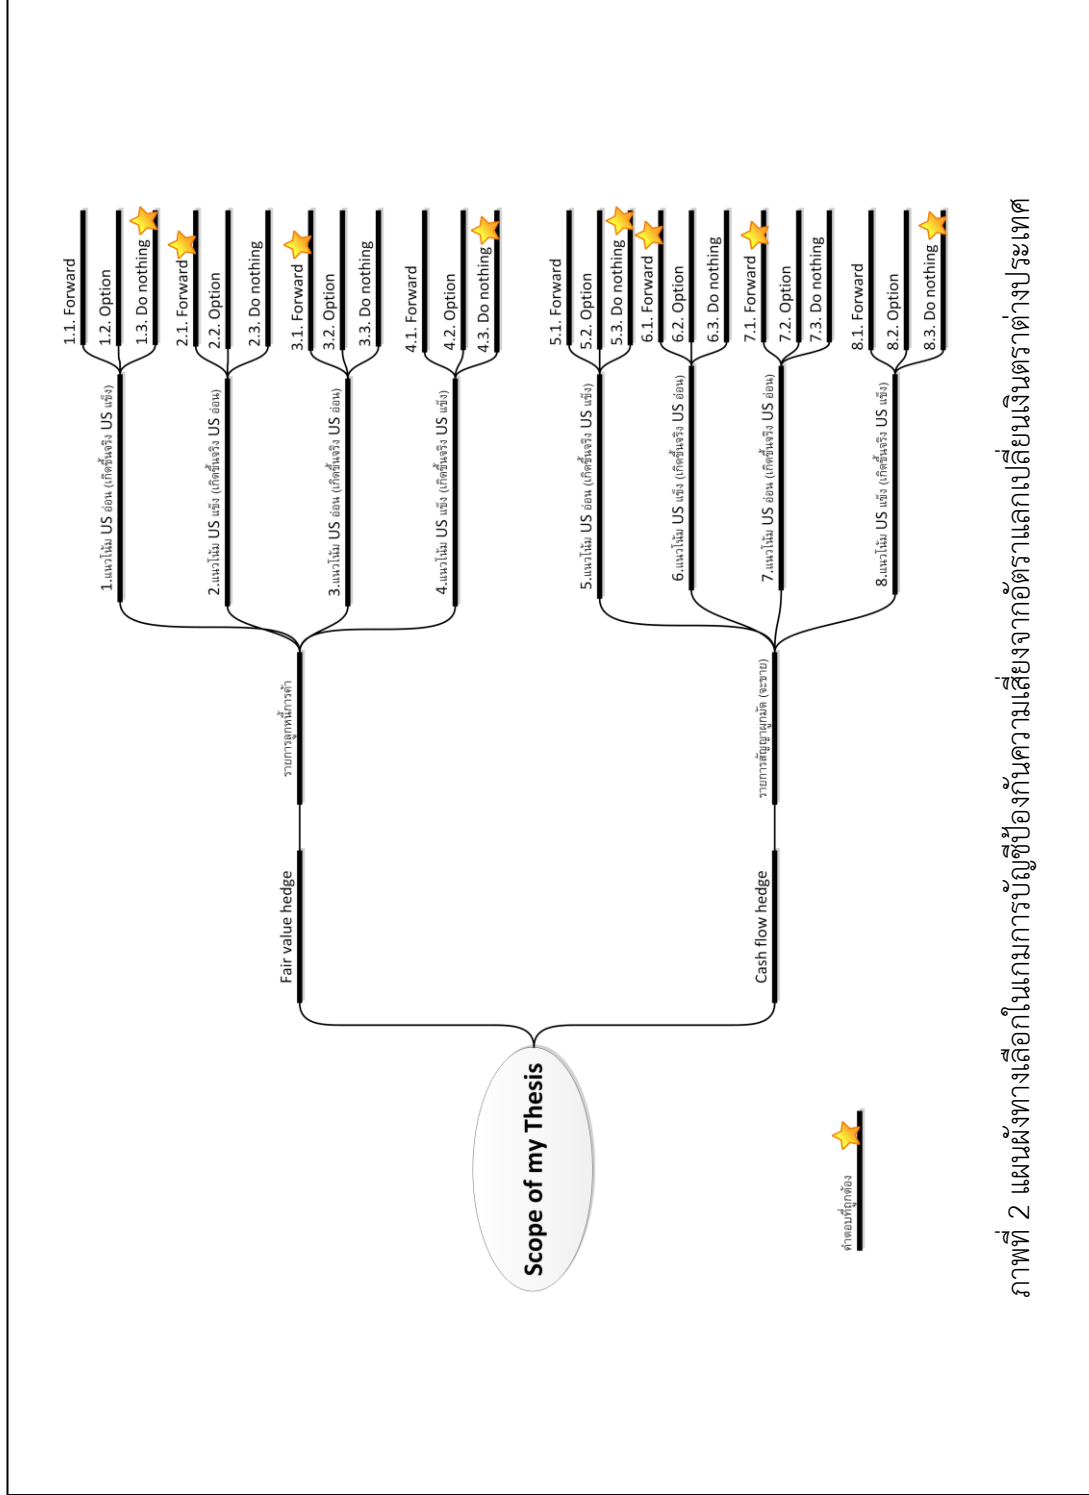 Scope of my Thesis
Fair value hedge
รายการลูกหนี้การค้า
1.แนวโน้ม US อ่อน (เกิดขึ้นจริง US แข็ง)
1.1. Forward
1.2. Option
1.3. Do nothing
2.แนวโน้ม US แข็ง (เกิดขึ้นจริง US อ่อน)
2.1. Forward
2.2. Option
2.3. Do nothing
3.แนวโน้ม US อ่อน (เกิดขึ้นจริง US อ่อน)
3.1. Forward
3.2. Option
3.3. Do nothing
4.แนวโน้ม US แข็ง (เกิดขึ้นจริง US แข็ง)
4.1. Forward
4.2. Option
4.3. Do nothing
Cash flow hedge
รายการสัญญาผูกมัด (จะขาย)
5.แนวโน้ม US อ่อน (เกิดขึ้นจริง US แข็ง)
5.1. Forward
5.2. Option
5.3. Do nothing
6.แนวโน้ม US แข็ง (เกิดขึ้นจริง US อ่อน)
6.1. Forward
6.2. Option
6.3. Do nothing
7.แนวโน้ม US อ่อน (เกิดขึ้นจริง US อ่อน)
7.1. Forward
7.2. Option
7.3. Do nothing
8.แนวโน้ม US แข็ง (เกิดขึ้นจริง US แข็ง)
8.1. Forward
8.2. Option
8.3. Do nothing
คำตอบที่ถูกต้อง
ภาพที่ 2 แผนผังทางเลือกในเกมการบัญชีป้องกันความเสี่ยงจากอัตราแลกเปลี่ยนเงินตราต่างประเทศ